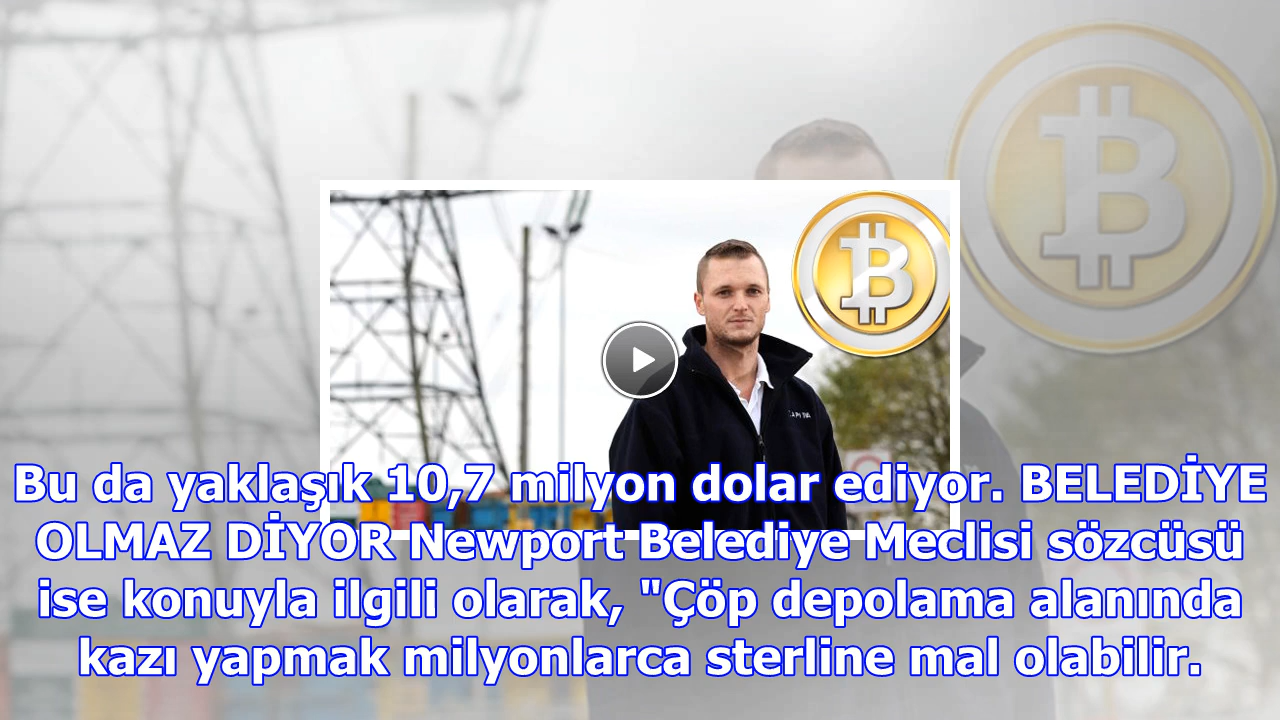 Bu da yaklaşık 10,7 milyon dolar ediyor. BELEDİYE
OLMAZ DİYOR Newport Belediye Meclisi sözcüsü
ise konuyla ilgili olarak, "Çöp depolama alanında
kazı yapmak milyonlarca sterline mal olabilir.